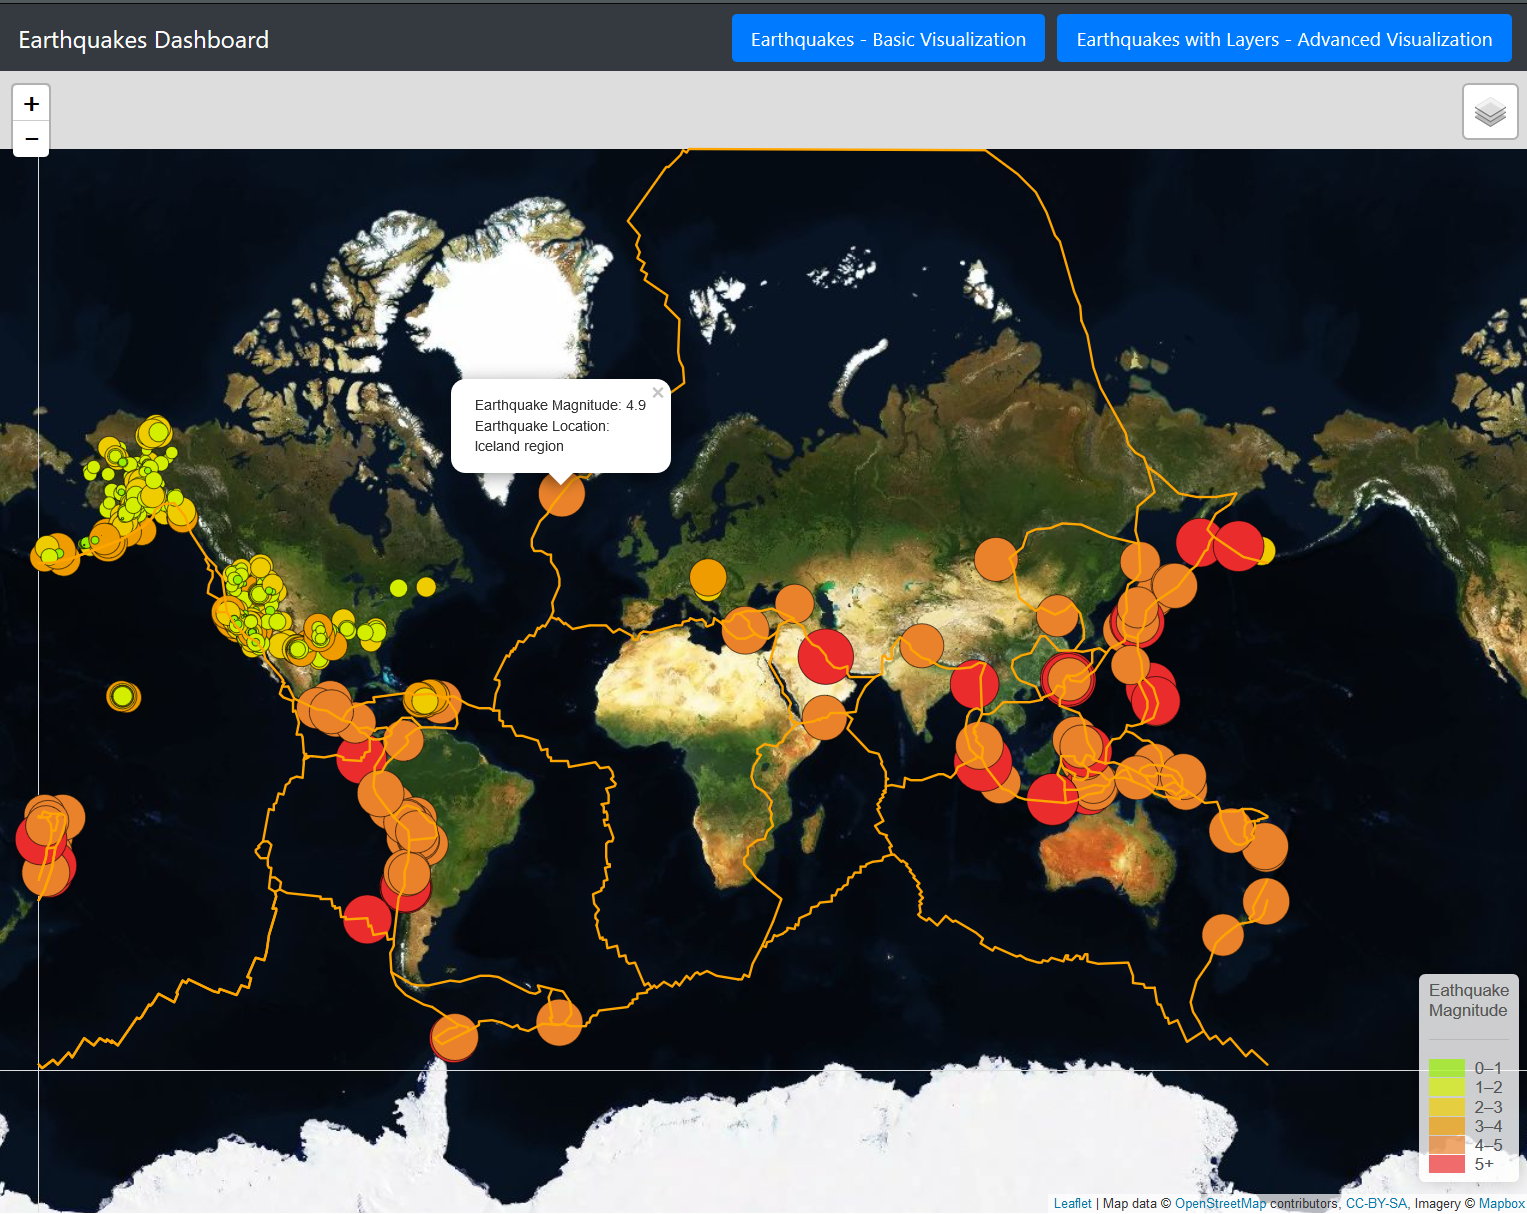 Earthquakes Dashboard
Earthquakes - Basic Visualization
Earthquakes with Layers - Advanced Visualization
+
−
×
Earthquake Magnitude: 4.9
Earthquake Location:
Iceland region
Eathquake
Magnitude
0–1
1–2
2–3
3–4
4–5
5+
Leaflet | Map data © OpenStreetMap contributors, CC-BY-SA, Imagery © Mapbox